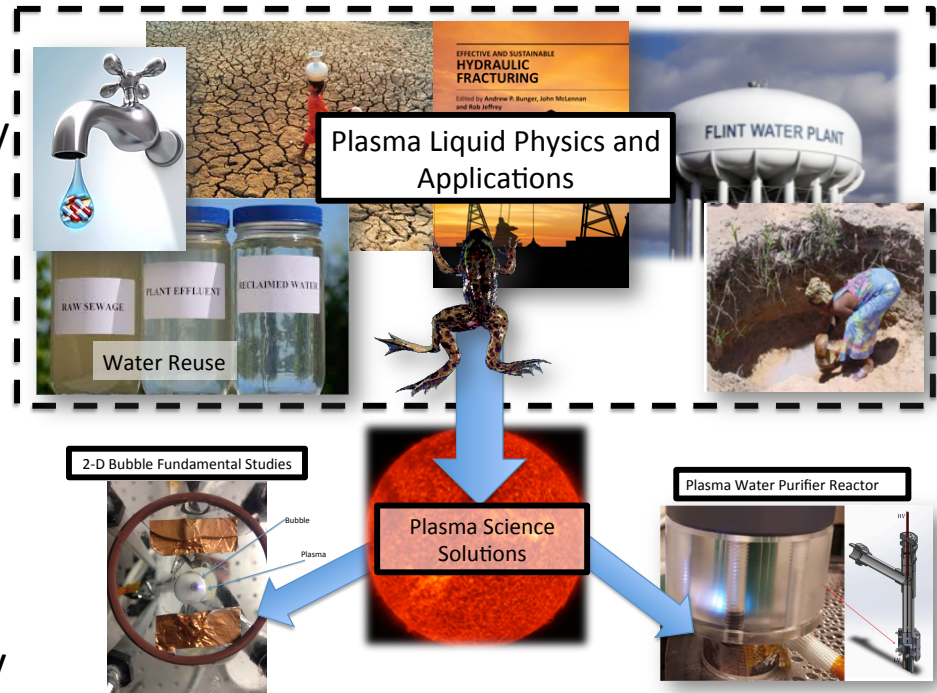 EFFECTIVE AND SUSTAINABLE
HYDRAULIC
FRACTURING
Edited by Andrew P. Bunger, John McLennan
and Rob Jeffrey
Plasma Liquid Physics and
Applications
FLINT WATER PLANT
RAW SEWAGE
PLANT EFFLUENT
RECLAIMED WATER
Water Reuse
2-D Bubble Fundamental Studies
Bubble
Plasma
Plasma Science
Solutions
Plasma Water Purifier Reactor
HV